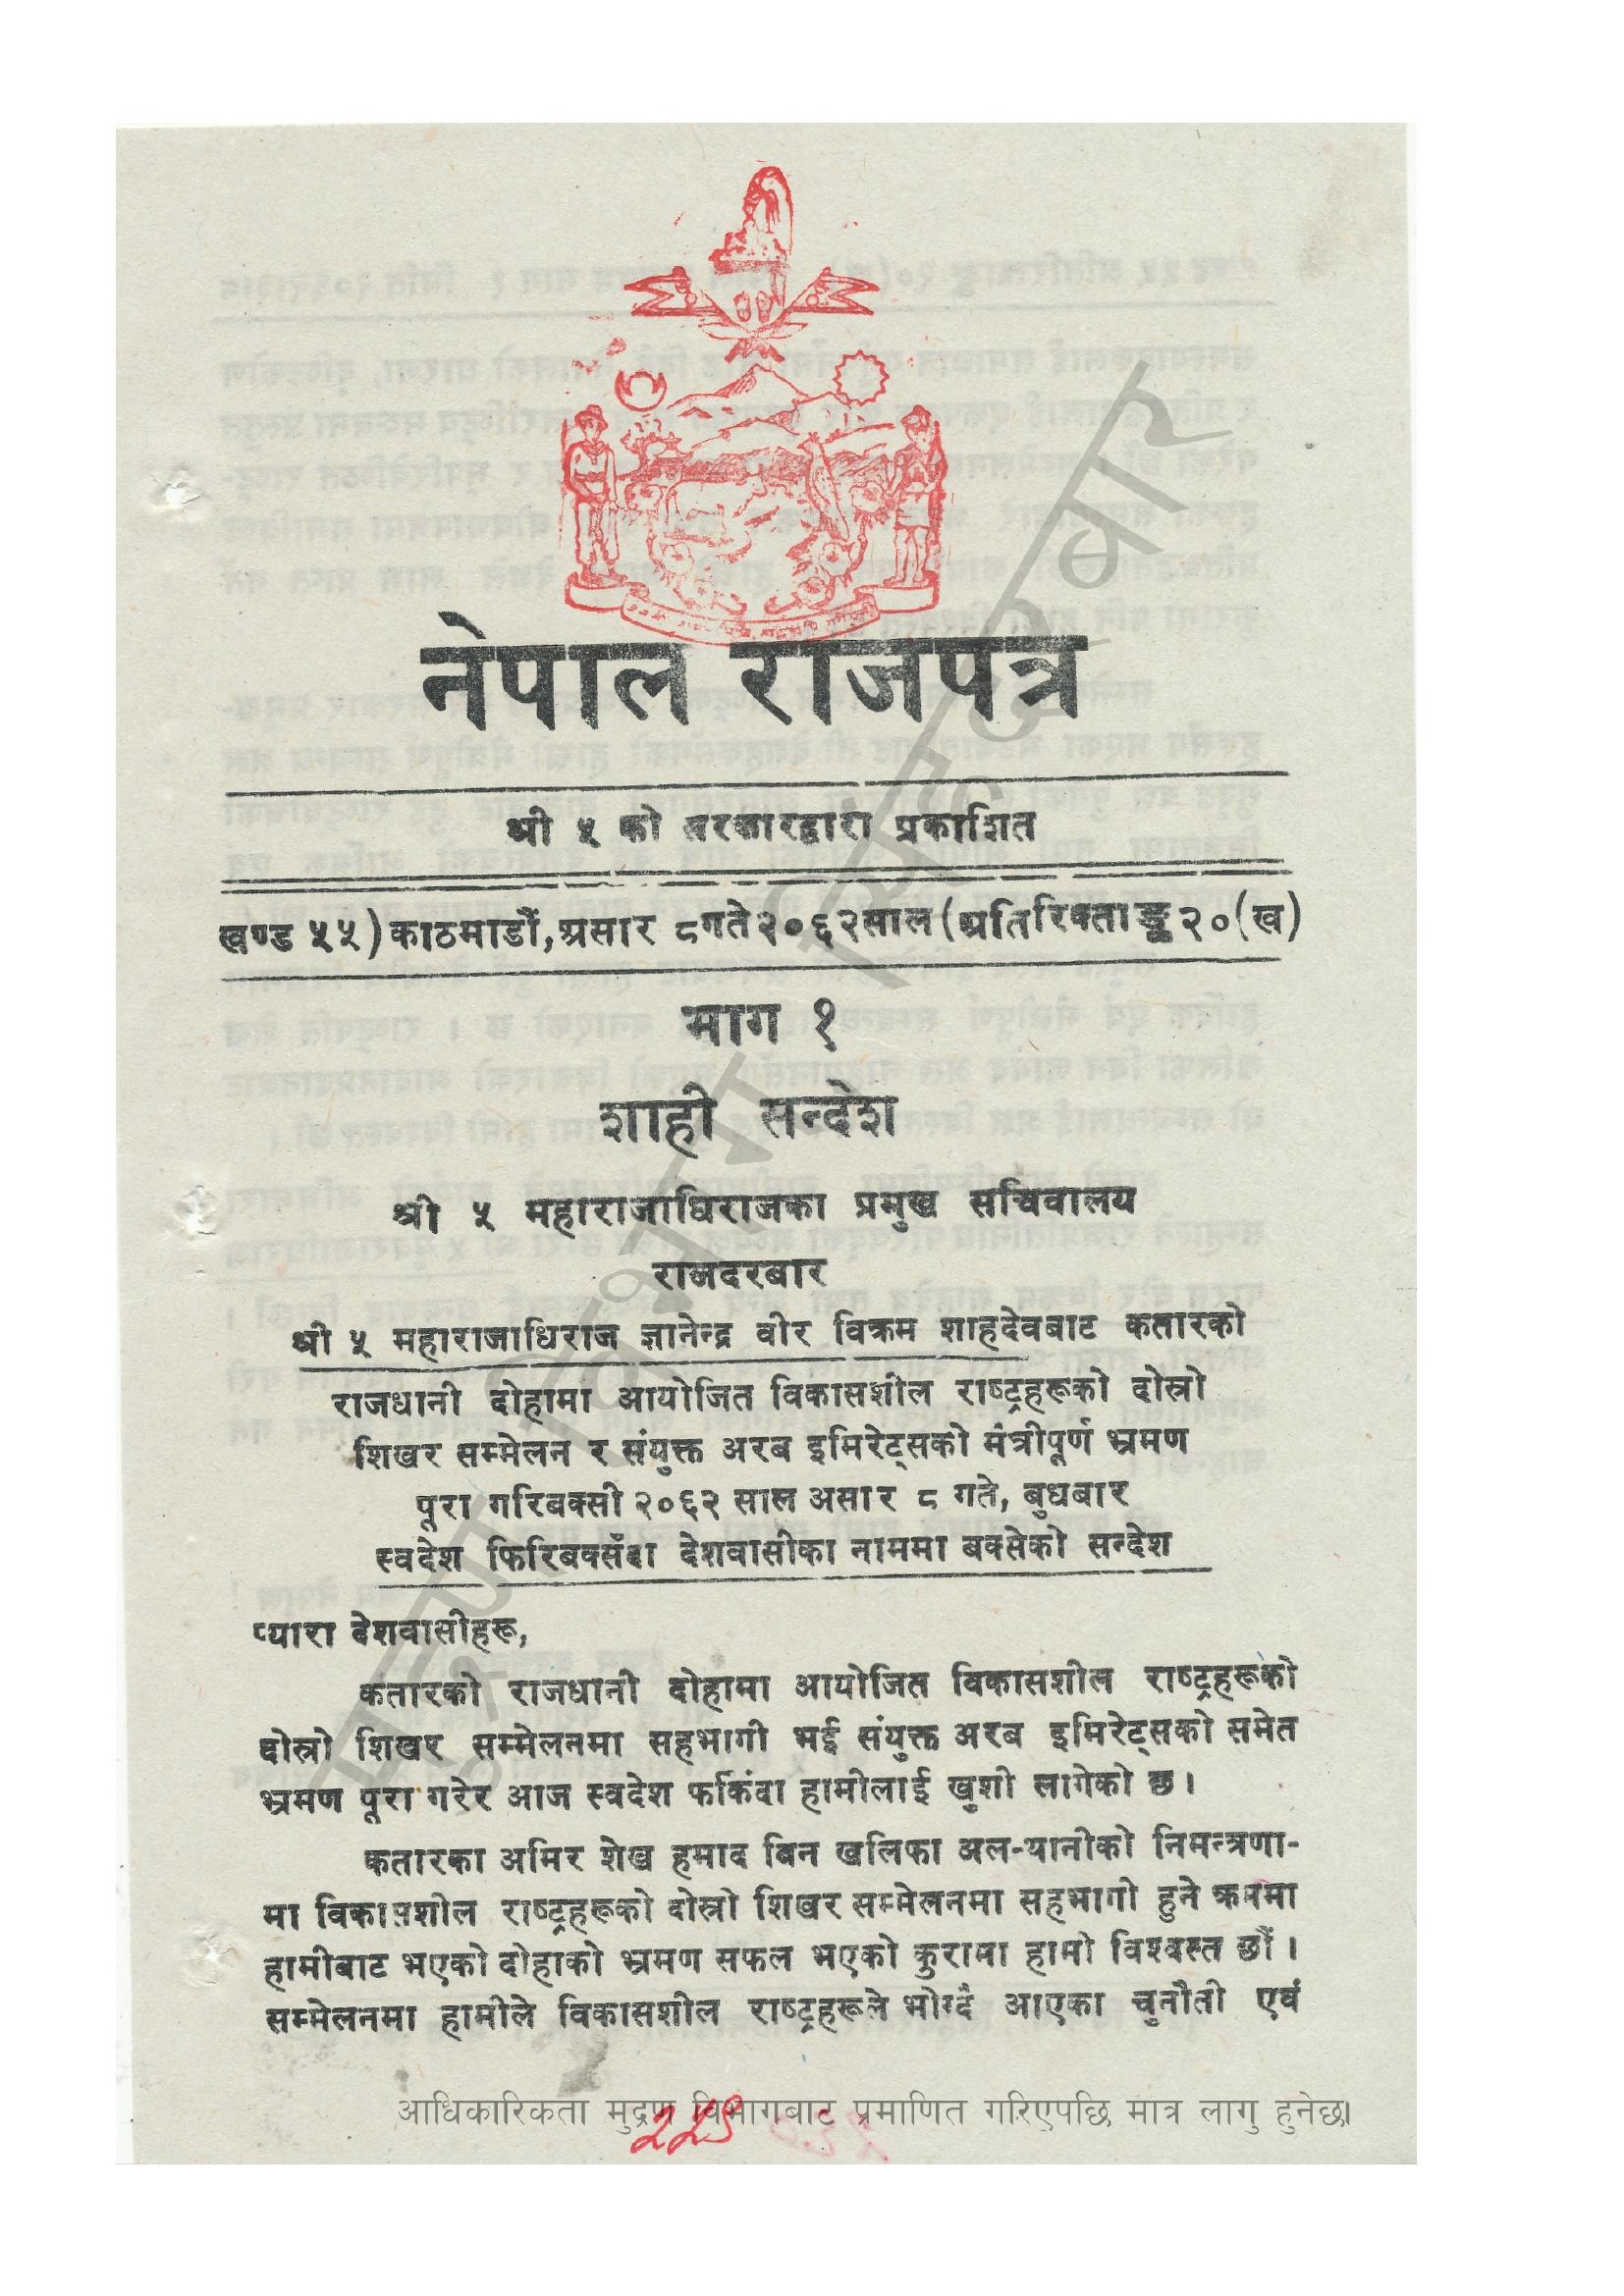 नेपाल राजपत्र
श्री ५ को सरकारद्वारा प्रकाशित
खण्ड ५५) काठमाडौं, असार ८ गते २०६२ साल (अतिरिक्ताङ्क २०(ख)
भाग १
शाही सन्देश
श्री ५ महाराजाधिराजका प्रमुख सचिवालय
राजदरबार
श्री ५ महाराजाधिराज ज्ञानेन्द्र वीर विक्रम शाहदेवबाट कतारको
राजधानी दोहामा आयोजित विकासशील राष्ट्रहरूको दोस्रो
शिखर सम्मेलन र संयुक्त अरब इमिरेट्सको मैत्रीपूर्ण भ्रमण
पूरा गरिबक्सी २०६२ साल असार ८ गते, बुधबार
स्वदेश फिरिबक्सँदा देशवासीका नाममा बक्सेको सन्देश
प्यारा देशवासीहरू,
कतारको राजधानी दोहामा आयोजित विकासशील राष्ट्रहरूको
दोस्रो शिखर सम्मेलनमा सहभागी भई संयुक्त अरब इमिरेट्सको समेत
भ्रमण पूरा गरेर आज स्वदेश फर्किंदा हामीलाई खुशी लागेको छ।
कतारका अमिर शेख हमाद बिन खलिफा अल-थानीको निमन्त्रणा-
मा विकासशील राष्ट्रहरूको दोस्रो शिखर सम्मेलनमा सहभागी हुने क्रममा
हामीबाट भएको दोहाको भ्रमण सफल भएको कुरामा हामी विश्वस्त छौं।
सम्मेलनमा हामीले विकासशील राष्ट्रहरूले भोग्दै आएका चुनौती एवं
आधिकारिकता मुद्रण विभागबाट प्रमाणित गरिएपछि मात्र लागु हुनेछ।
मुद्रण विभाग सिंहदरबार